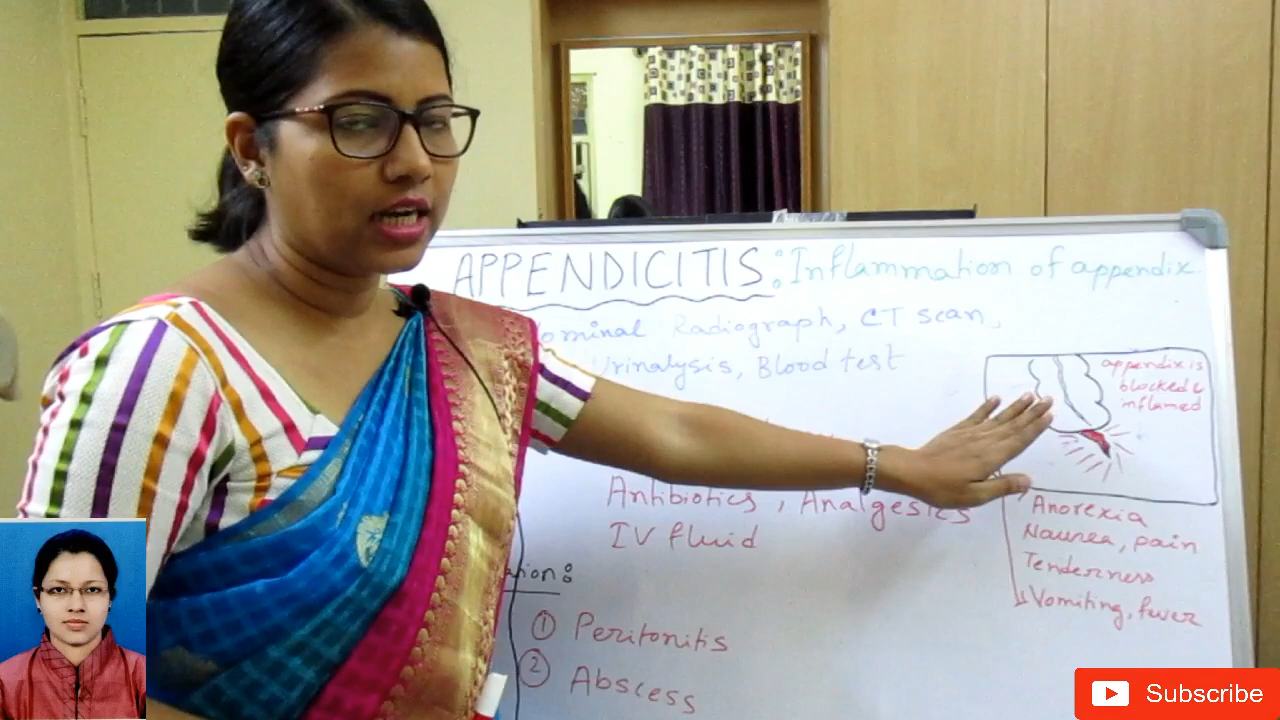 APPENDICITIS: Inflammation of appendix.
ominal Radiograph, CT scan,
Urinalysis, Blood test
appendix is
blocked &
inflamed
Antibiotics, Analgesics
IV fluid
Anorexia
Nausea, pain
Tenderness
Vomiting, fever
ation:
1 Peritonitis
2 Abscess
Subscribe